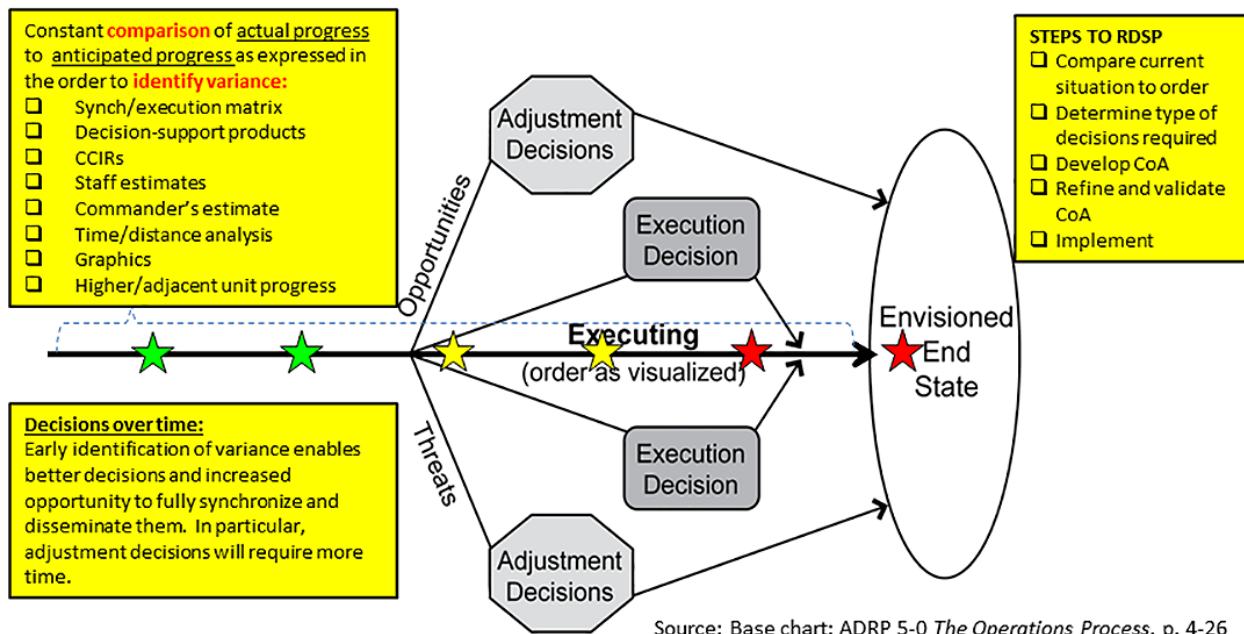 Constant comparison of actual progress
to anticipated progress as expressed in
the order to identify variance:
Synch/execution matrix
Decision-support products
CCIRs
Staff estimates
Commander's estimate
Time/distance analysis
Graphics
Higher/adjacent unit progress
Decisions over time:
Early identification of variance enables
better decisions and increased
opportunity to fully synchronize and
disseminate them. In particular,
adjustment decisions will require more
time.
Opportunities
Threats
Adjustment
Decisions
Execution
Decision
Executing
(order as visualized)
Execution
Decision
Adjustment
Decisions
Envisioned
End
State
STEPS TO RDSP
Compare current
situation to order
Determine type of
decisions required
Develop CoA
Refine and validate
CoA
Implement
Source: Base chart: ADRP 5-0 The Operations Process, p. 4-26